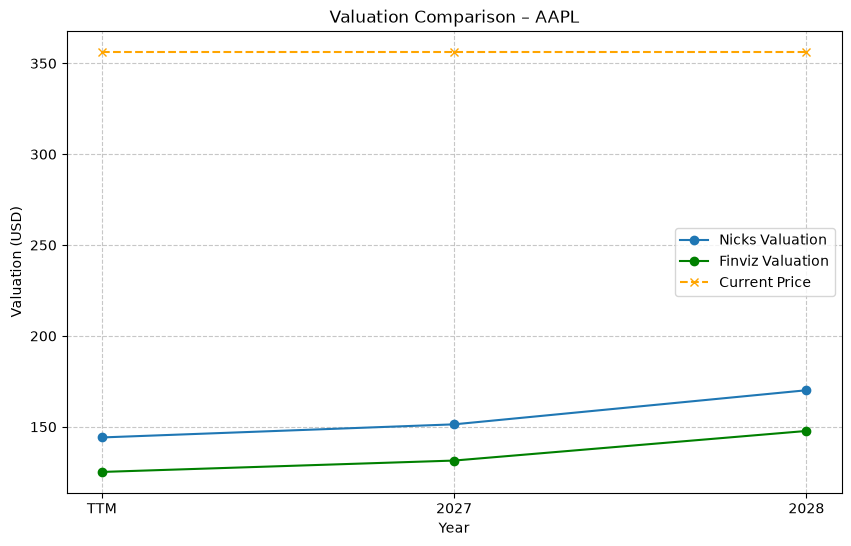 Valuation Comparison – AAPL
Valuation (USD)
350
300
250
200
150
Nicks Valuation
Finviz Valuation
Current Price
TTM
2027
2028
Year